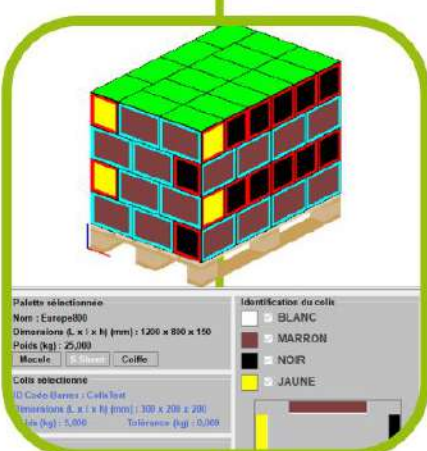 Palette sélectionnée
Nom : Europe800
Dimensions (L x l x h) (mm) : 1200 x 800 x 150
Poids (kg) : 25,000
Macule S.Sheet Coiffe
Colis sélectionné
ID Code-Barres : ColisTest
Dimensions (L x l x h) (mm) : 300 x 200 x 200
Poids (kg) : 5,000 Tolérance (kg) : 0,000
Identification du colis
BLANC
MARRON
NOIR
JAUNE